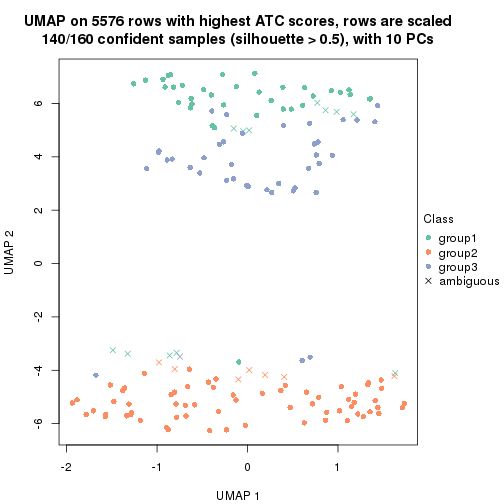 UMAP on 5576 rows with highest ATC scores, rows are scaled
140/160 confident samples (silhouette > 0.5), with 10 PCs
UMAP 2
6
4
2
0
-2
-4
-6
-2
-1
0
1
UMAP 1
Class
group1
group2
group3
ambiguous